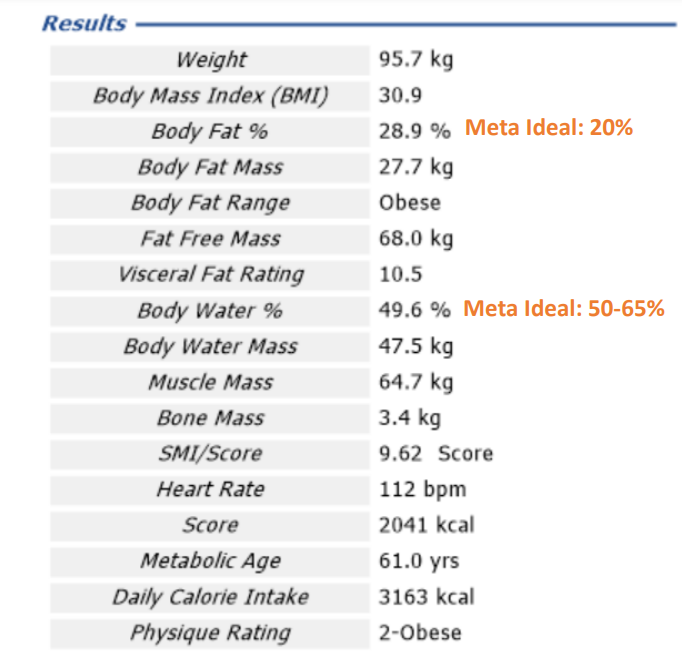 Results
Weight 95.7 kg
Body Mass Index (BMI) 30.9
Body Fat % 28.9 % Meta Ideal: 20%
Body Fat Mass 27.7 kg
Body Fat Range Obese
Fat Free Mass 68.0 kg
Visceral Fat Rating 10.5
Body Water % 49.6 % Meta Ideal: 50-65%
Body Water Mass 47.5 kg
Muscle Mass 64.7 kg
Bone Mass 3.4 kg
SMI/Score 9.62 Score
Heart Rate 112 bpm
Score 2041 kcal
Metabolic Age 61.0 yrs
Daily Calorie Intake 3163 kcal
Physique Rating 2-Obese